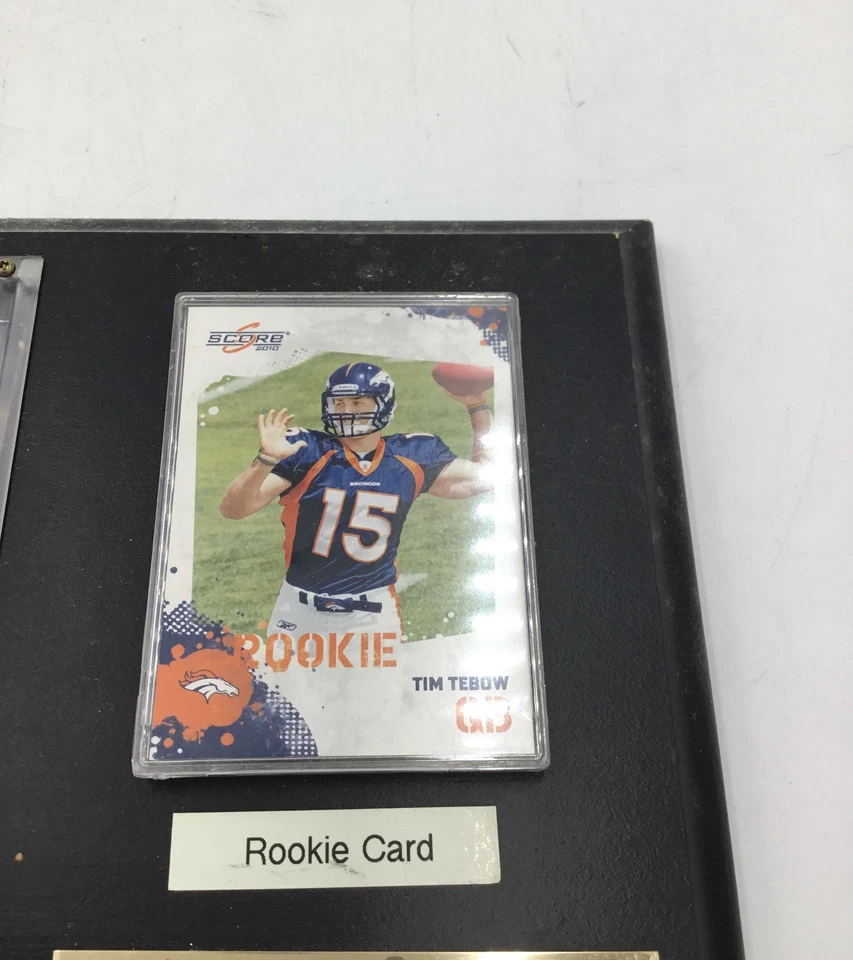 SCORE
2010
BRONCOS
15
ROOKIE
TIM TEBOW
QB
Rookie Card